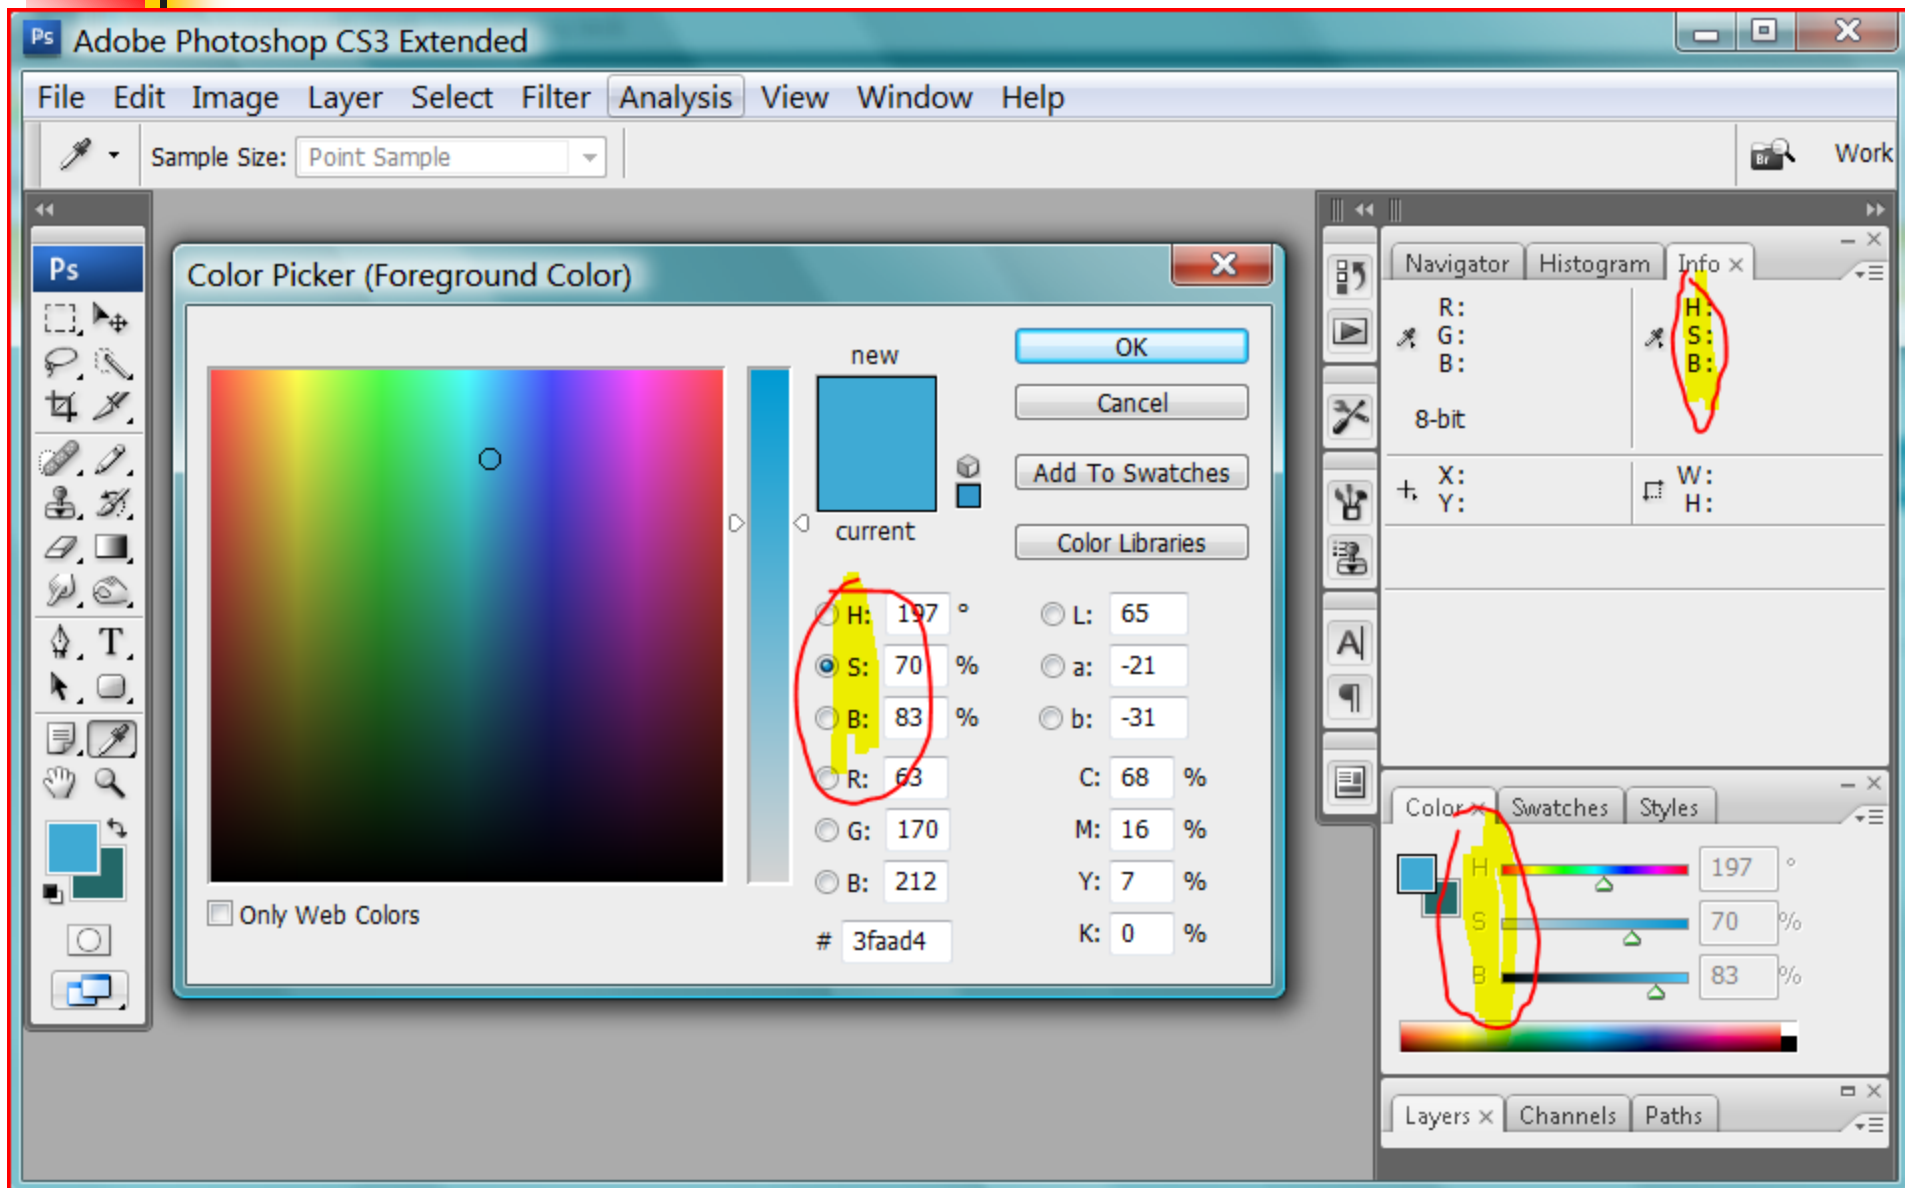 Ps Adobe Photoshop CS3 Extended
File Edit Image Layer Select Filter Analysis View Window Help
Sample Size: Point Sample
Br Work
Ps
T
Color Picker (Foreground Color)
new
current
OK
Cancel
Add To Swatches
Color Libraries
H: 197 ° L: 65
S: 70 % a: -21
B: 83 % b: -31
R: 63 C: 68 %
G: 170 M: 16 %
B: 212 Y: 7 %
# 3faad4 K: 0 %
Only Web Colors
A
¶
Navigator Histogram Info
R: H:
G: S:
B: B:
8-bit
X: W:
Y: H:
Color Swatches Styles
H 197 °
S 70 %
B 83 %
Layers Channels Paths